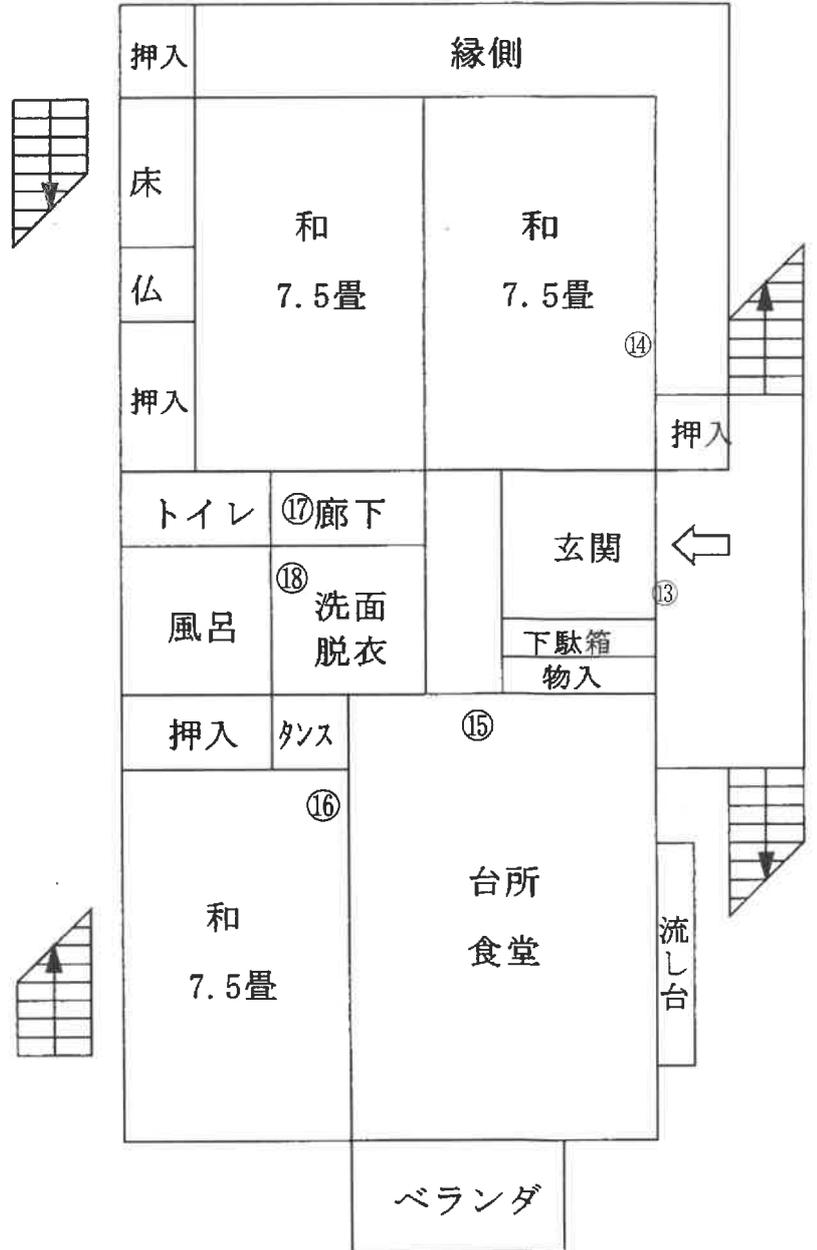 押入
縁側
床
和
7.5畳
和
7.5畳
仏
⑭
押入
押入
トイレ
⑰廊下
玄関
⑬
風呂
⑱
洗面
脱衣
下駄箱
物入
押入
タンス
⑮
⑯
台所
食堂
和
7.5畳
流し台
ベランダ